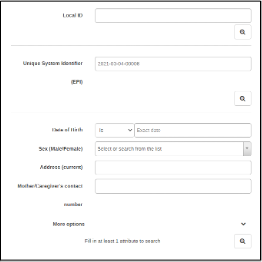 Local ID
Unique System Identifier
2021-03-04-00006
(EPI)
Date of Birth
is
Exact date
Sex (Male/Female)
Select or search from the list
Address (current)
Mother/Caregiver's contact
number
More options
Fill in at least 1 attribute to search